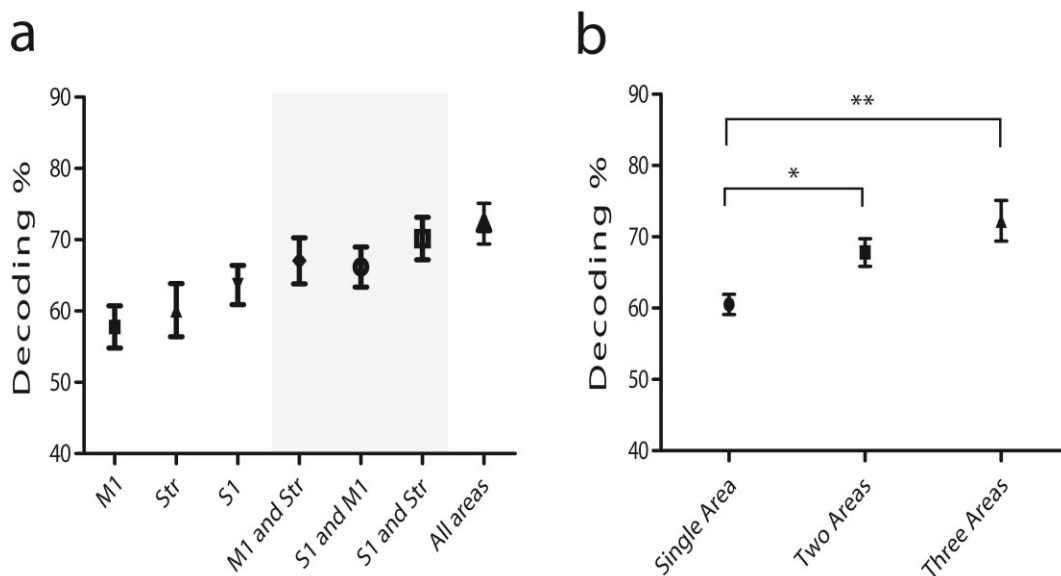 a
Decoding %
90
80
70
60
50
40
M1
Str
S1
M1 and Str
S1 and M1
S1 and Str
All areas
b
Decoding %
90
80
70
60
50
40
**
*
Single Area
Two Areas
Three Areas